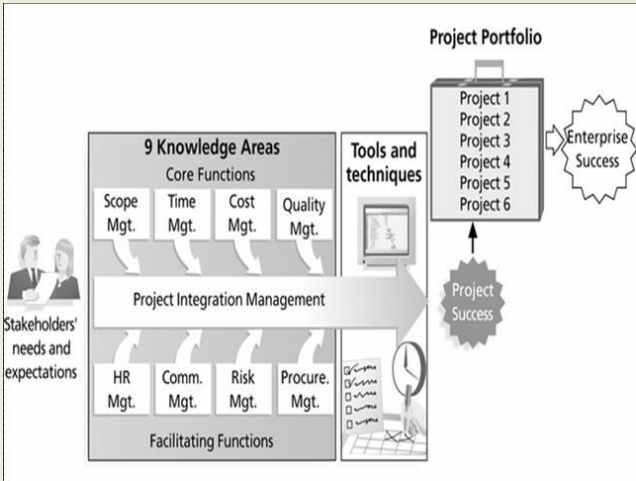 Project Portfolio
Project 1
Project 2
Project 3
Project 4
Project 5
Project 6
Enterprise
Success
9 Knowledge Areas
Core Functions
Tools and
techniques
Scope
Mgt.
Time
Mgt.
Cost
Mgt.
Quality
Mgt.
Project Integration Management
Stakeholders'
needs and
expectations
Project
Success
HR
Mgt.
Comm.
Mgt.
Risk
Mgt.
Procure.
Mgt.
Facilitating Functions